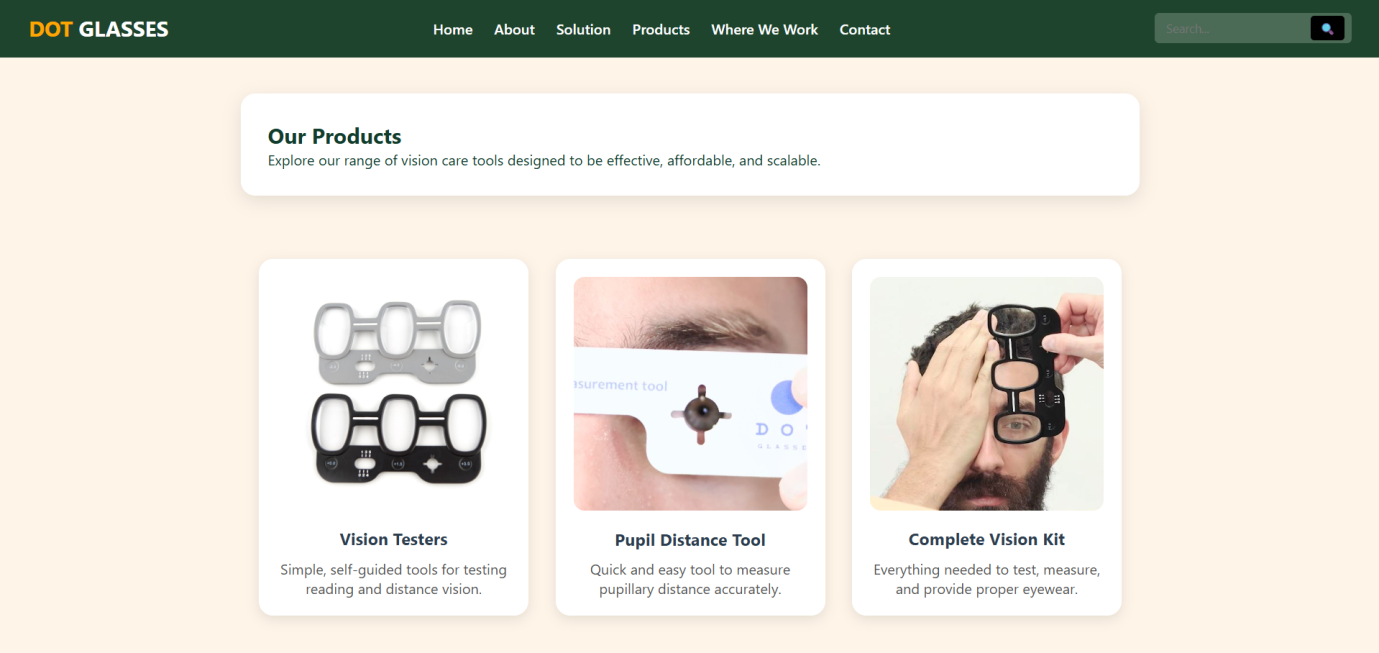 DOT GLASSES
Home
About
Solution
Products
Where We Work
Contact
Search...
Our Products
Explore our range of vision care tools designed to be effective, affordable, and scalable.
asurement tool
DO
GLASSES
Vision Testers
Simple, self-guided tools for testing
reading and distance vision.
Pupil Distance Tool
Quick and easy tool to measure
pupillary distance accurately.
Complete Vision Kit
Everything needed to test, measure,
and provide proper eyewear.